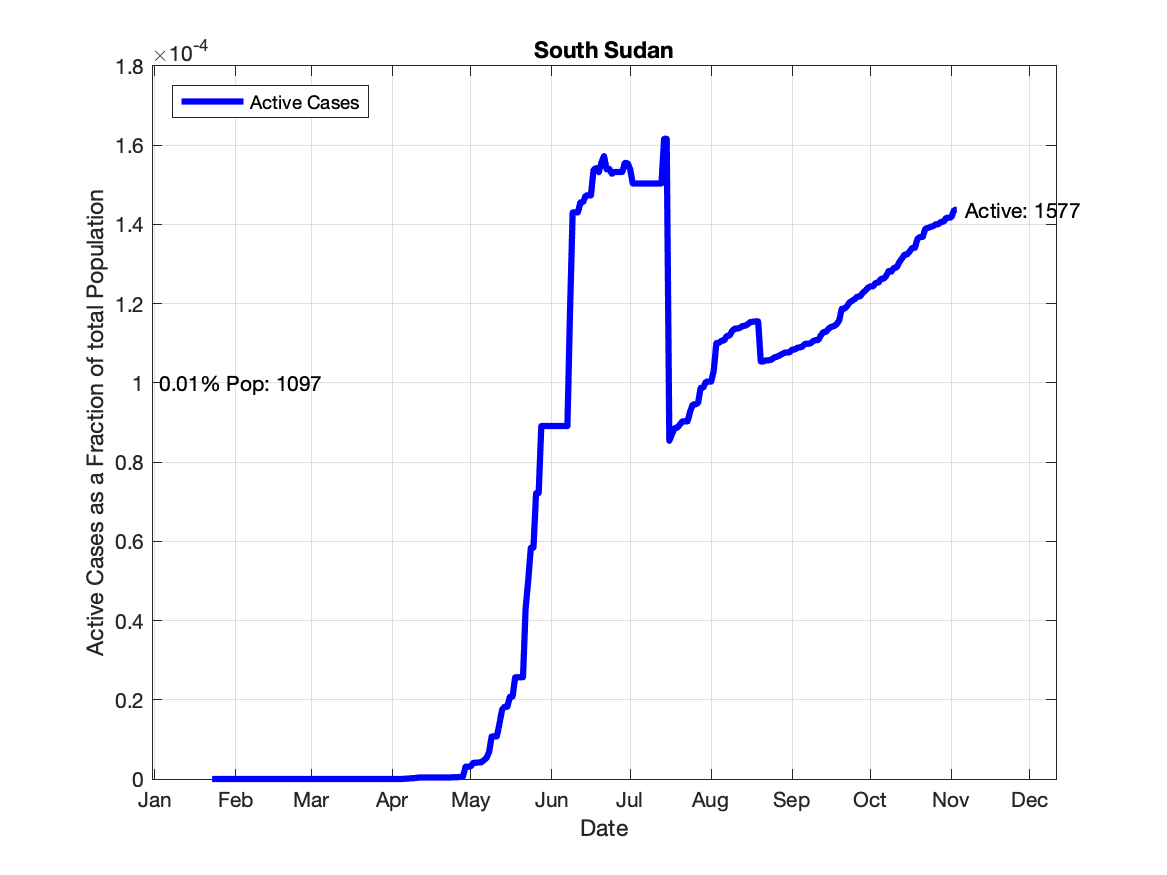 South Sudan
×10-4
1.8
1.6
1.4
1.2
1
0.8
0.6
0.4
0.2
0
Active Cases as a Fraction of total Population
Active Cases
0.01% Pop: 1097
Active: 1577
Jan Feb Mar Apr May Jun Jul Aug Sep Oct Nov Dec
Date